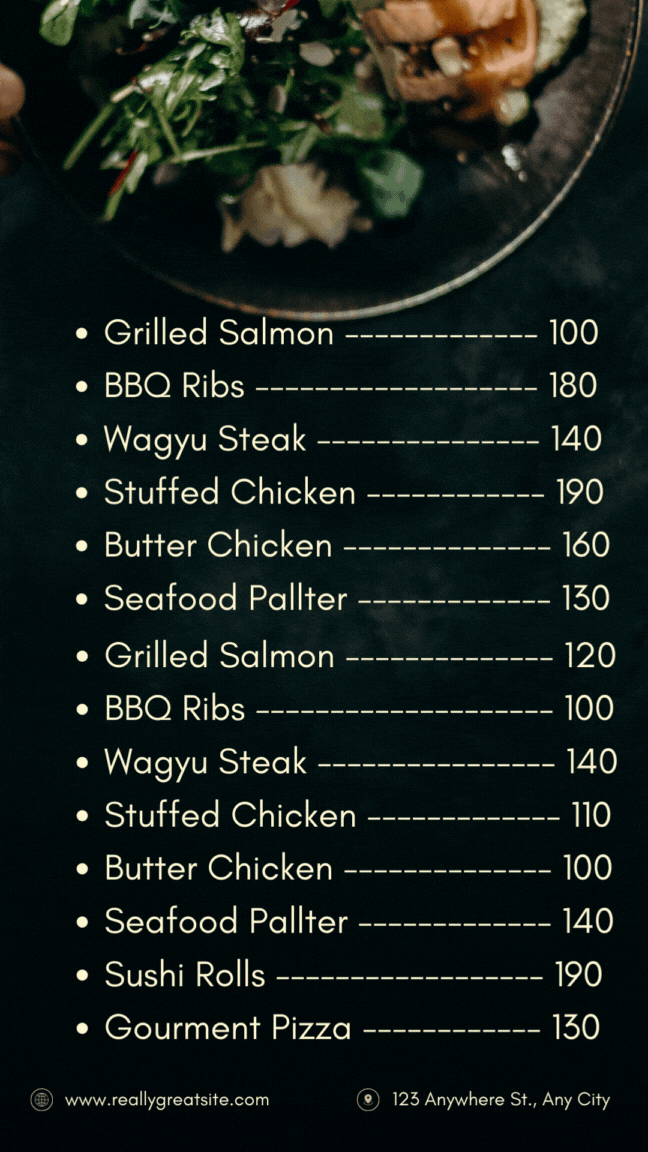 • Grilled Salmon ------------- 100
• BBQ Ribs ------------------- 180
• Wagyu Steak --------------- 140
• Stuffed Chicken ------------ 190
• Butter Chicken -------------- 160
• Seafood Pallter ------------- 130
• Grilled Salmon -------------- 120
• BBQ Ribs -------------------- 100
• Wagyu Steak ---------------- 140
• Stuffed Chicken ------------- 110
• Butter Chicken -------------- 100
• Seafood Pallter ------------- 140
• Sushi Rolls ------------------ 190
• Gourment Pizza ------------ 130
www.reallygreatsite.com 123 Anywhere St., Any City